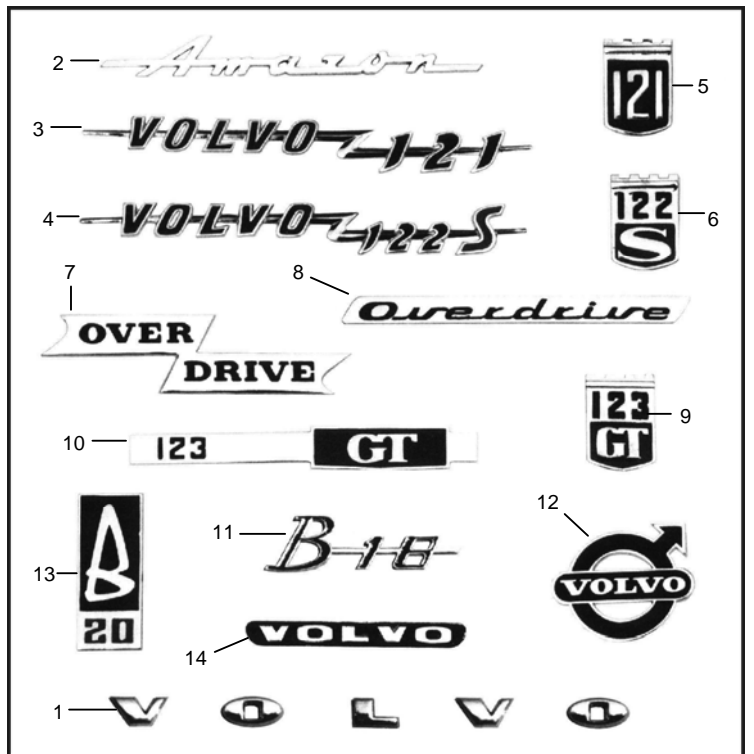 2 Amazon
121 5
3 VOLVO 121
4 VOLVO 122S
122 6
S
7
8 Overdrive
OVER
DRIVE
123 9
GT
10 123 GT
11 B-16
12 VOLVO
13 B
20
14 VOLVO
1 V O L V O